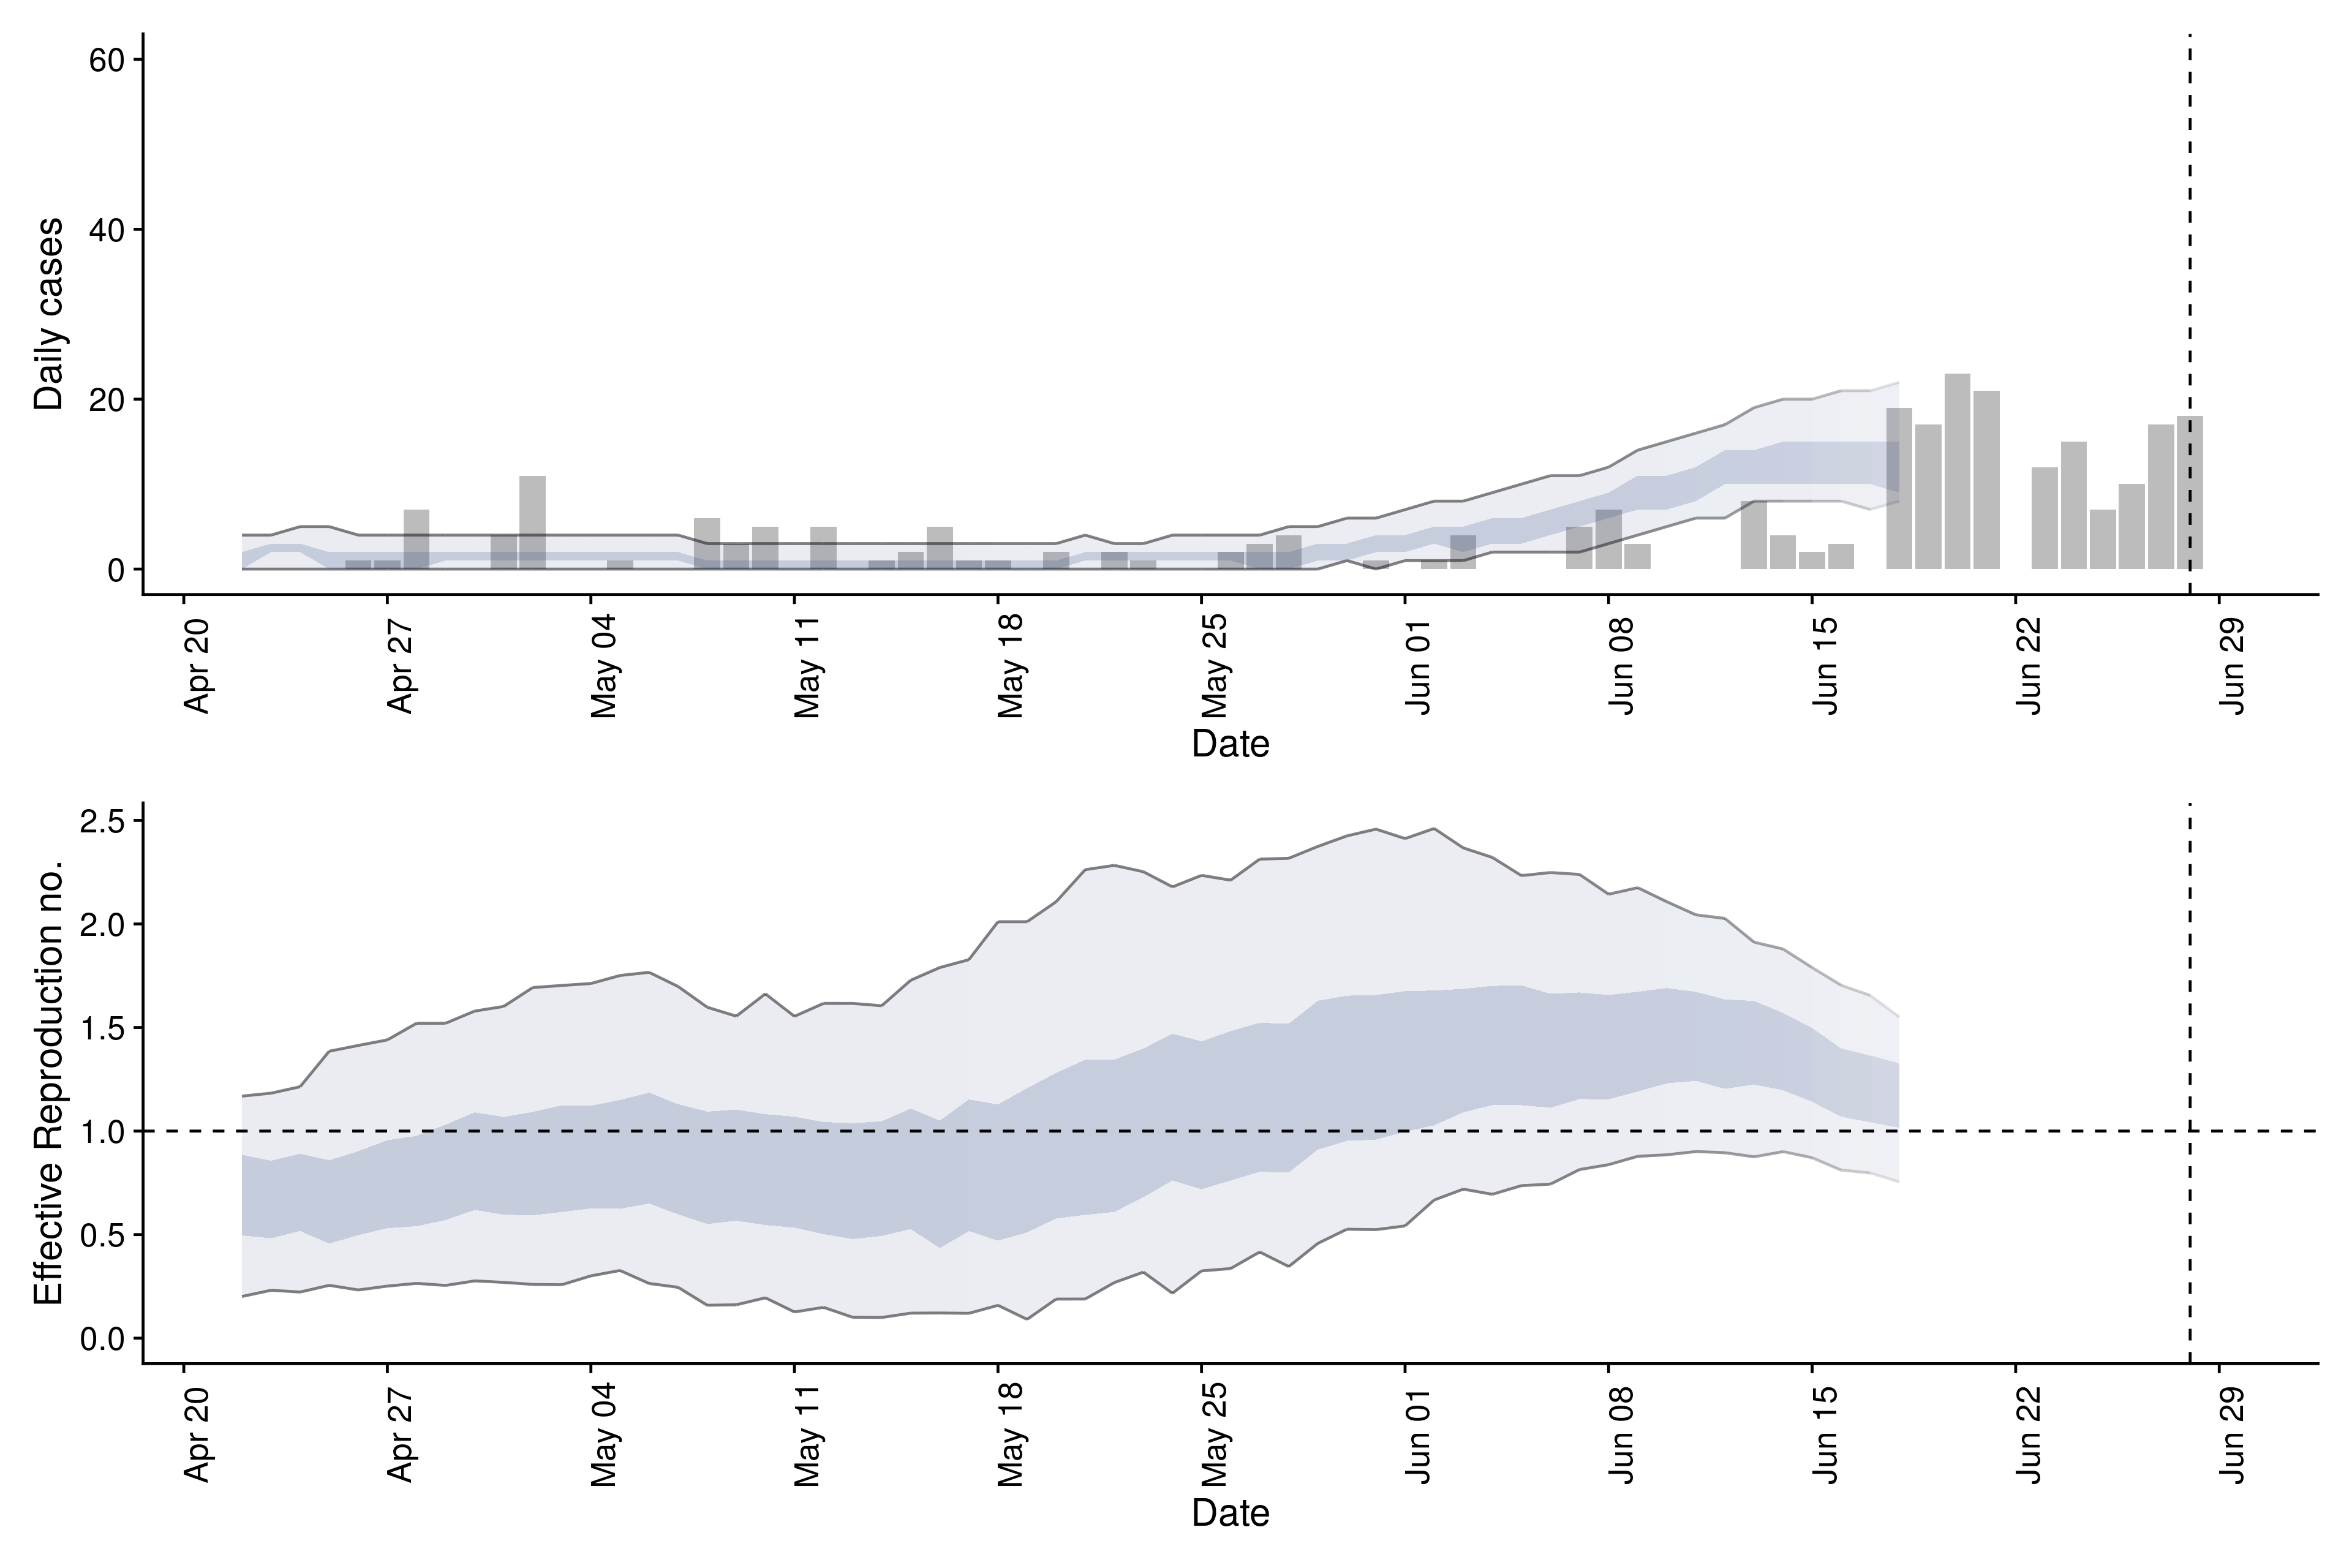 60
40
20
0
Daily cases
Apr 20
Apr 27
May 04
May 11
May 18
May 25
Jun 01
Jun 08
Jun 15
Jun 22
Jun 29
Date
2.5
2.0
1.5
1.0
0.5
0.0
Effective Reproduction no.
Apr 20
Apr 27
May 04
May 11
May 18
May 25
Jun 01
Jun 08
Jun 15
Jun 22
Jun 29
Date